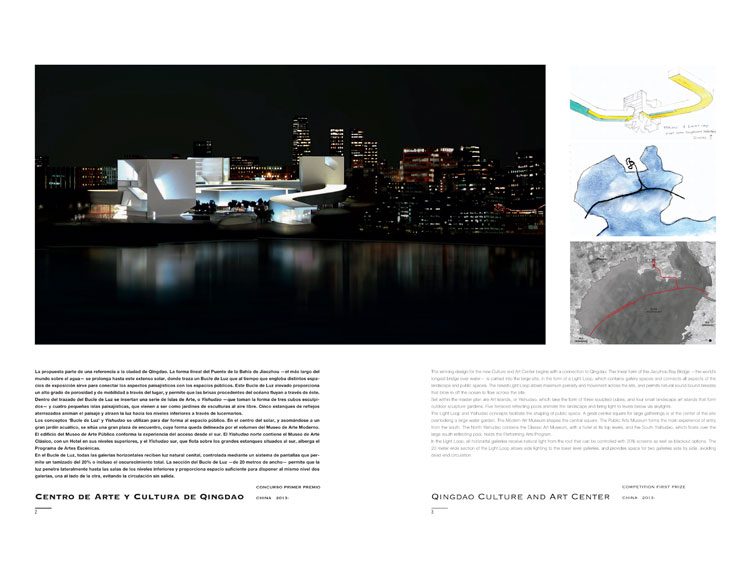 La propuesta parte de una referencia a la ciudad de Qingdao. La forma lineal del Puente de la Bahía de Jiaozhou —el más largo del
mundo sobre el agua— se prolonga hasta este extenso solar, donde traza un Bucle de Luz que al tiempo que engloba distintos espa-
cios de exposición sirve para conectar los aspectos paisajísticos con los espacios públicos. Este Bucle de Luz elevado proporciona
un alto grado de porosidad y de movilidad a través del lugar, y permite que las brisas procedentes del océano fluyan a través de éste.
Dentro del trazado del Bucle de Luz se insertan una serie de Islas de Arte, o Yishudao —que toman la forma de tres cubos esculpi-
dos— y cuatro pequeñas islas paisajísticas, que vienen a ser como jardines de esculturas al aire libre. Cinco estanques de reflejos
aterrazados animan el paisaje y atraen la luz hacia los niveles inferiores a través de lucernarios.
Los conceptos 'Bucle de Luz' y Yishudao se utilizan para dar forma al espacio público. En el centro del solar, y asomándose a un
gran jardín acuático, se sitúa una gran plaza de encuentro, cuya forma queda delineada por el volumen del Museo de Arte Moderno.
El edificio del Museo de Arte Público conforma la experiencia del acceso desde el sur. El Yishudao norte contiene el Museo de Arte
Clásico, con un Hotel en sus niveles superiores, y el Yishudao sur, que flota sobre los grandes estanques situados al sur, alberga el
Programa de Artes Escénicas.
En el Bucle de Luz, todas las galerías horizontales reciben luz natural cenital, controlada mediante un sistema de pantallas que per-
mite un tamizado del 20% o incluso el oscurecimiento total. La sección del Bucle de Luz —de 20 metros de ancho— permite que la
luz penetre lateralmente hasta las salas de los niveles inferiores y proporciona espacio suficiente para disponer al mismo nivel dos
galerías, una al lado de la otra, evitando la circulación sin salida.
CONCURSO PRIMER PREMIO
CENTRO DE ARTE Y CULTURA DE QINGDAO CHINA 2013-
2
The winning design for the new Culture and Art Center begins with a connection to Qingdao. The linear form of the Jiaozhou Bay Bridge —the world's
longest bridge over water— is carried into the large site, in the form of a Light Loop, which contains gallery spaces and connects all aspects of the
landscape and public spaces. The raised Light Loop allows maximum porosity and movement across the site, and permits natural sound bound breezes
that blow in off the ocean to flow across the site.
Set within the master plan are Art Islands, or Yishudao, which take the form of three sculpted cubes, and four small landscape art islands that form
outdoor sculpture gardens. Five terraced reflecting pools animate the landscape and bring light to levels below via skylights.
The Light Loop and Yishudao concepts facilitate the shaping of public space. A great central square for large gatherings is at the center of the site
overlooking a large water garden. The Modern Art Museum shapes the central square. The Public Arts Museum forms the main experience of entry
from the south. The North Yishudao contains the Classic Art Museum, with a hotel at its top levels, and the South Yishudao, which floats over the
large south reflecting pool, holds the Performing Arts Program.
In the Light Loop, all horizontal galleries receive natural light from the roof that can be controlled with 20% screens as well as blackout options. The
20 meter-wide section of the Light Loop allows side lighting to the lower level galleries, and provides space for two galleries side by side, avoiding
dead-end circulation.
COMPETITION FIRST PRIZE
QINGDAO CULTURE AND ART CENTER CHINA 2013-
3